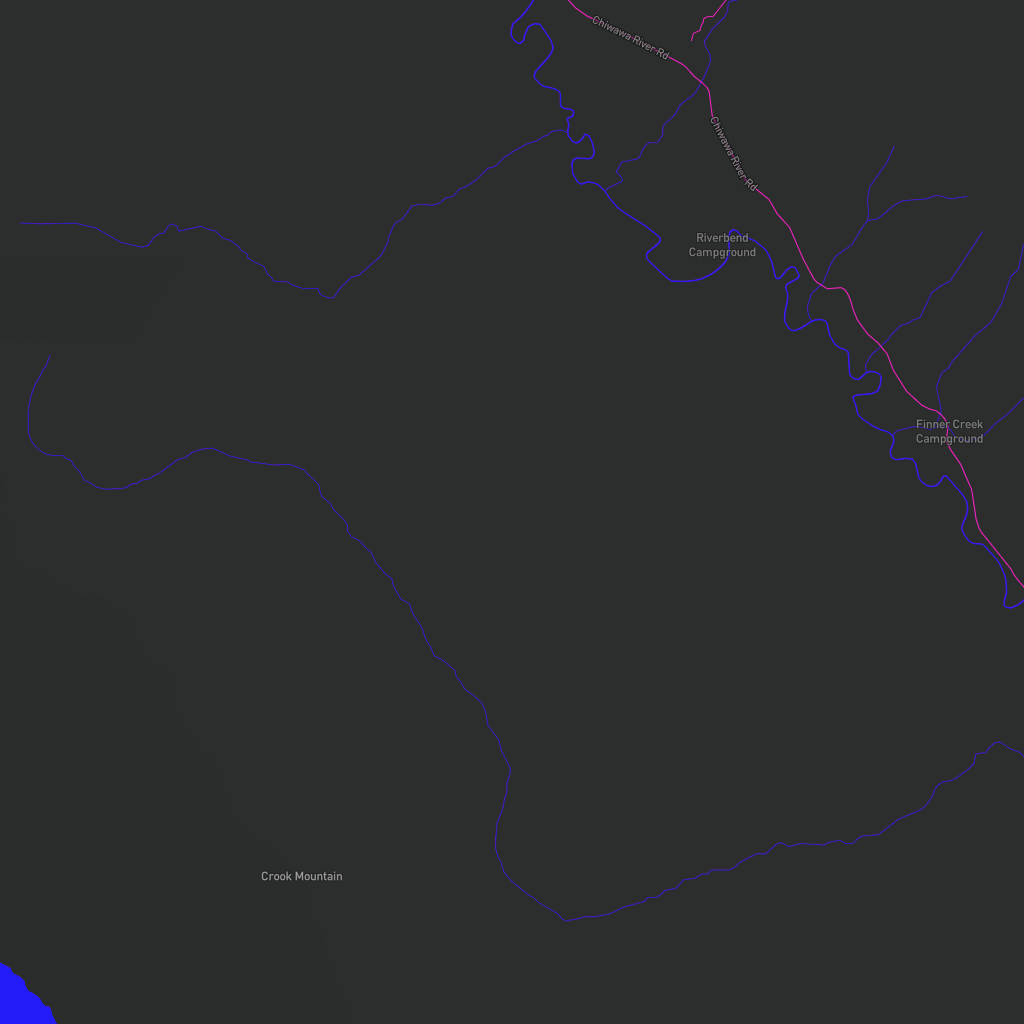 Chiwawa River Rd
Chiwawa River Rd
Riverbend
Campground
Finner Creek
Campground
Crook Mountain